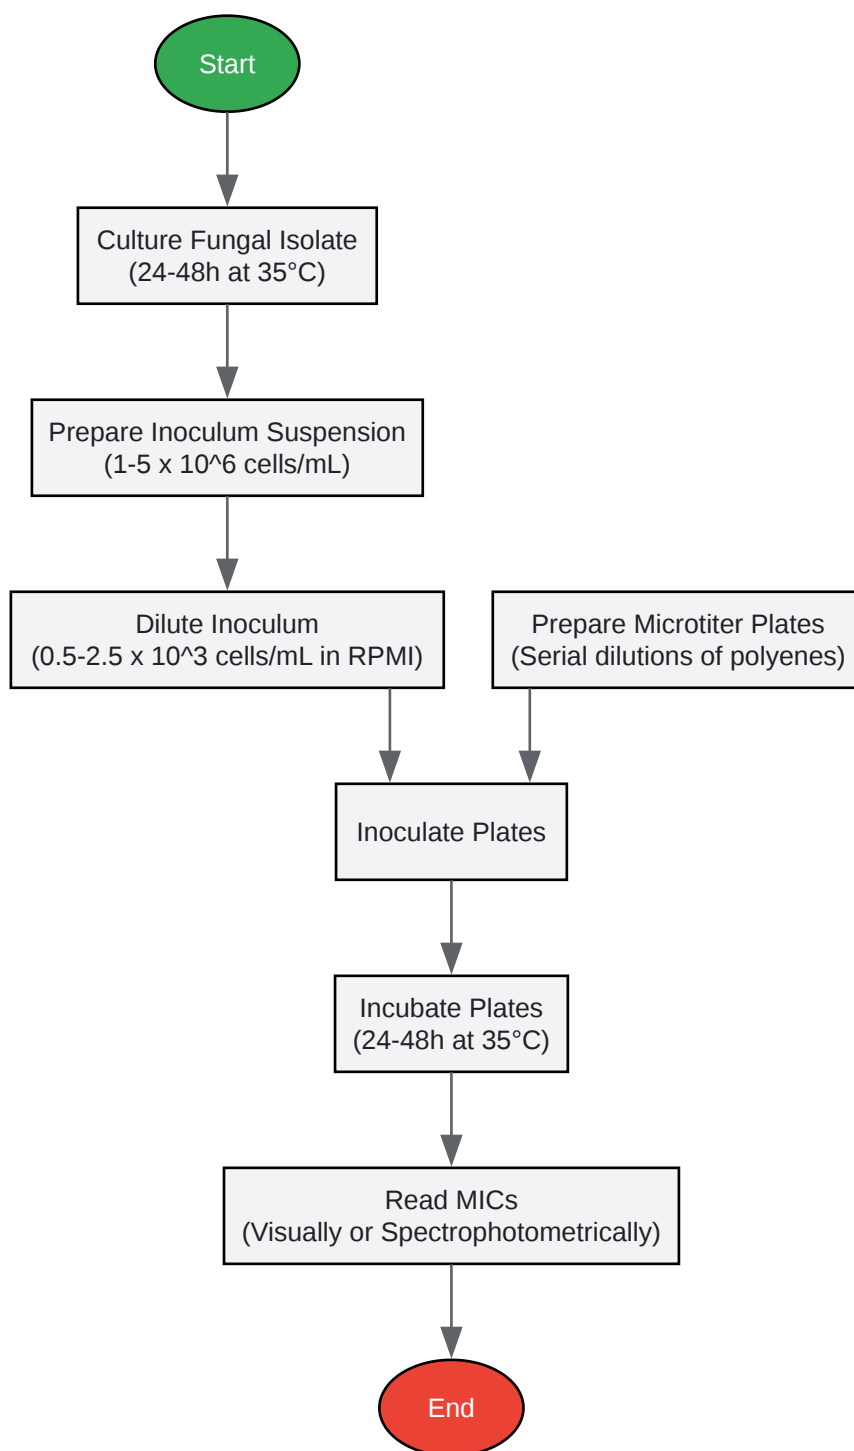 Start
Culture Fungal Isolate
(24-48h at 35°C)
Prepare Inoculum Suspension
(1-5 x 10^6 cells/mL)
Dilute Inoculum
(0.5-2.5 x 10^3 cells/mL in RPMI)
Prepare Microtiter Plates
(Serial dilutions of polyenes)
Inoculate Plates
Incubate Plates
(24-48h at 35°C)
Read MICs
(Visually or Spectrophotometrically)
End